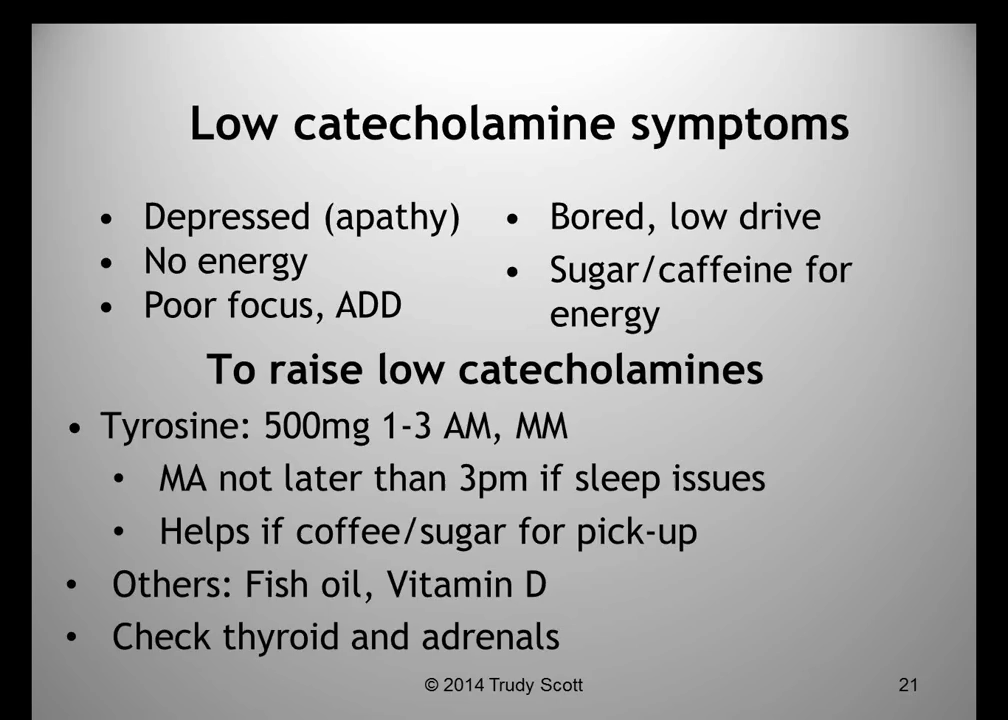 Low catecholamine symptoms
• Depressed (apathy)
• No energy
• Poor focus, ADD
• Bored, low drive
• Sugar/caffeine for
energy
To raise low catecholamines
• Tyrosine: 500mg 1-3 AM, MM
• MA not later than 3pm if sleep issues
• Helps if coffee/sugar for pick-up
• Others: Fish oil, Vitamin D
• Check thyroid and adrenals
© 2014 Trudy Scott
21